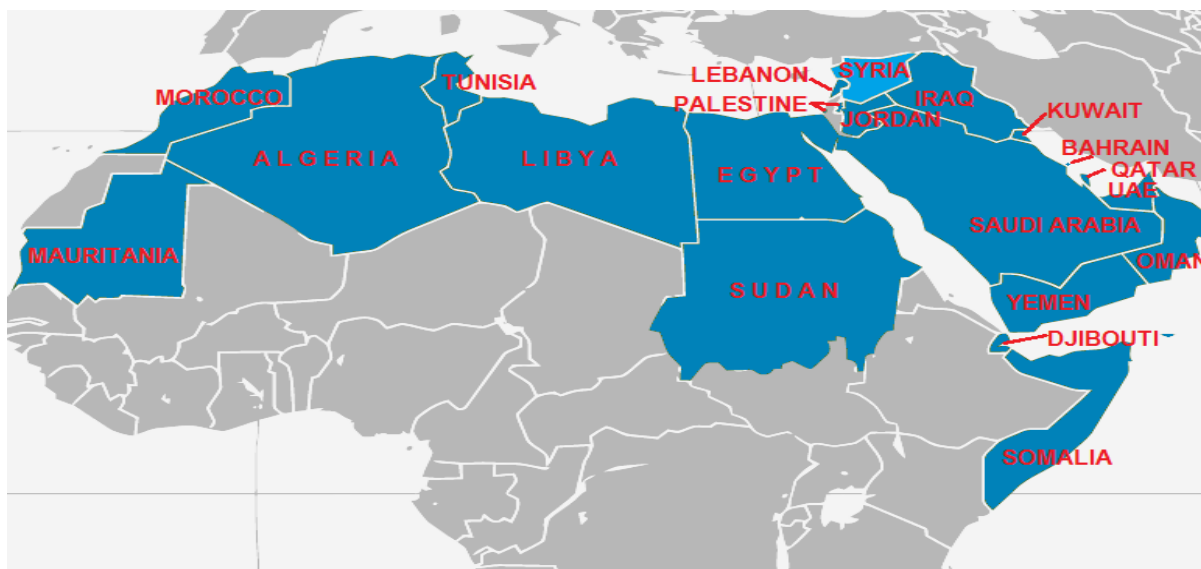 LEBANON
SYRIA
TUNISIA
MOROCCO
PALESTINE
IRAQ
KUWAIT
JORDAN
BAHRAIN
ALGERIA
LIBYA
EGYPT
QATAR
UAE
SAUDI ARABIA
MAURITANIA
OMAN
SUDAN
YEMEN
DJIBOUTI
SOMALIA